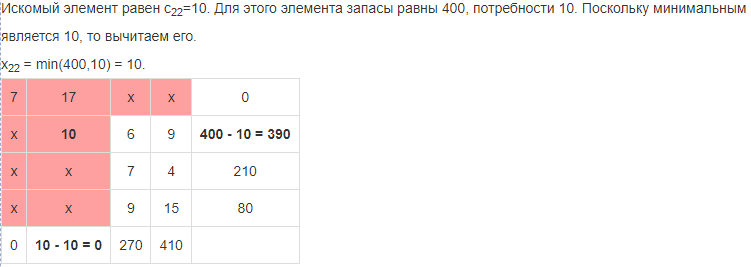 Искомый элемент равен c22=10. Для этого элемента запасы равны 400, потребности 10. Поскольку минимальным
является 10, то вычитаем его.
x22 = min(400,10) = 10.
7 17 x x 0
x 10 6 9 400 - 10 = 390
x x 7 4 210
x x 9 15 80
0 10 - 10 = 0 270 410